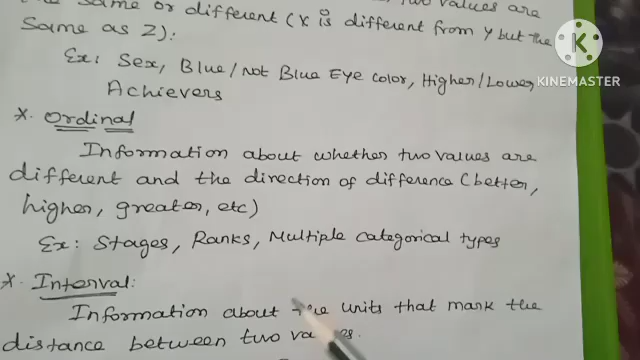 same or different (X is different from Y but the
Same as Z):
Ex: Sex, Blue/not Blue Eye color, Higher/Lower
Achievers
KINEMASTER
* Ordinal
Information about whether two values are
different and the direction of difference (better,
higher, greater, etc)
Ex: Stages, Ranks, Multiple categorical types
* Interval:
Information about the units that mark the
distance between two values.